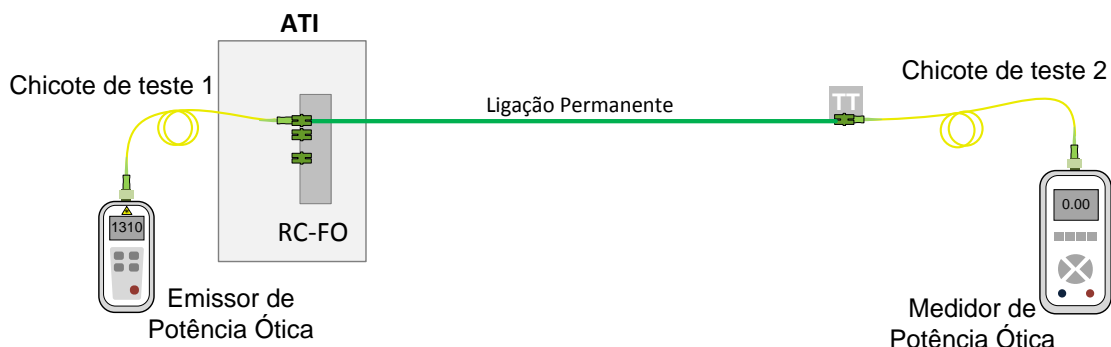 ATI
Chicote de teste 1
Chicote de teste 2
Ligação Permanente
TT
1310
0.00
RC-FO
Emissor de
Potência Ótica
Medidor de
Potência Ótica